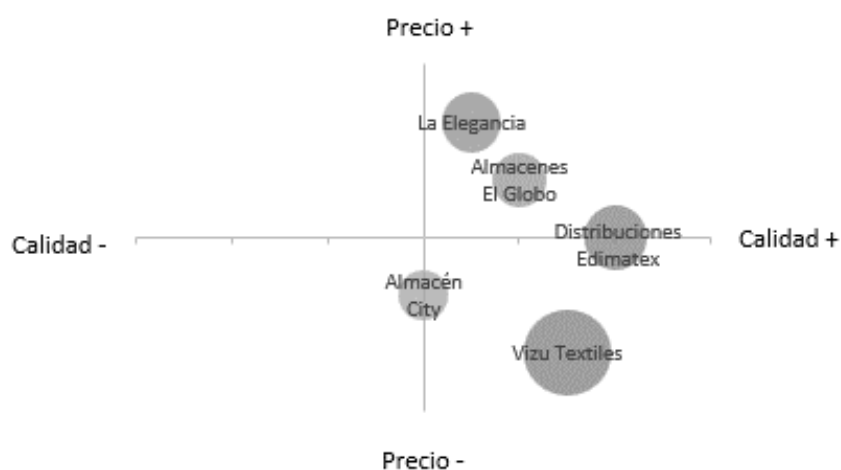 Precio +
La Elegancia
Almacenes
El Globo
Calidad -
Distribuciones
Edimatex
Calidad +
Almacén
City
Vizu Textiles
Precio -